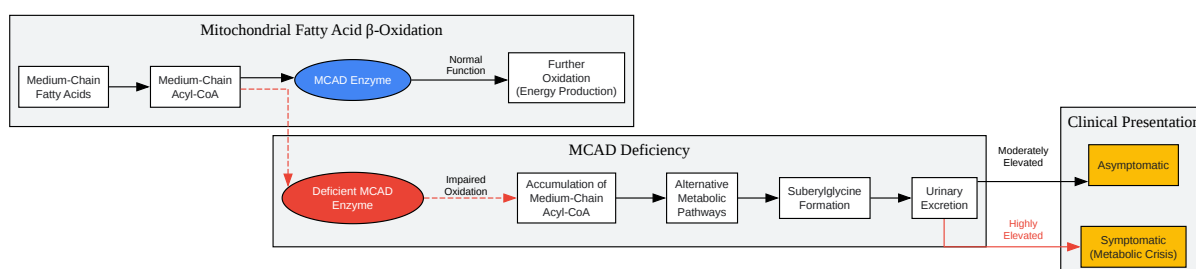 Mitochondrial Fatty Acid β-Oxidation
Medium-Chain
Fatty Acids
Medium-Chain
Acyl-CoA
MCAD Enzyme
Normal
Function
Further
Oxidation
(Energy Production)
MCAD Deficiency
Deficient MCAD
Enzyme
Impaired
Oxidation
Accumulation of
Medium-Chain
Acyl-CoA
Alternative
Metabolic
Pathways
Suberylglycine
Formation
Urinary
Excretion
Moderately
Elevated
Highly
Elevated
Clinical Presentation
Asymptomatic
Symptomatic
(Metabolic Crisis)